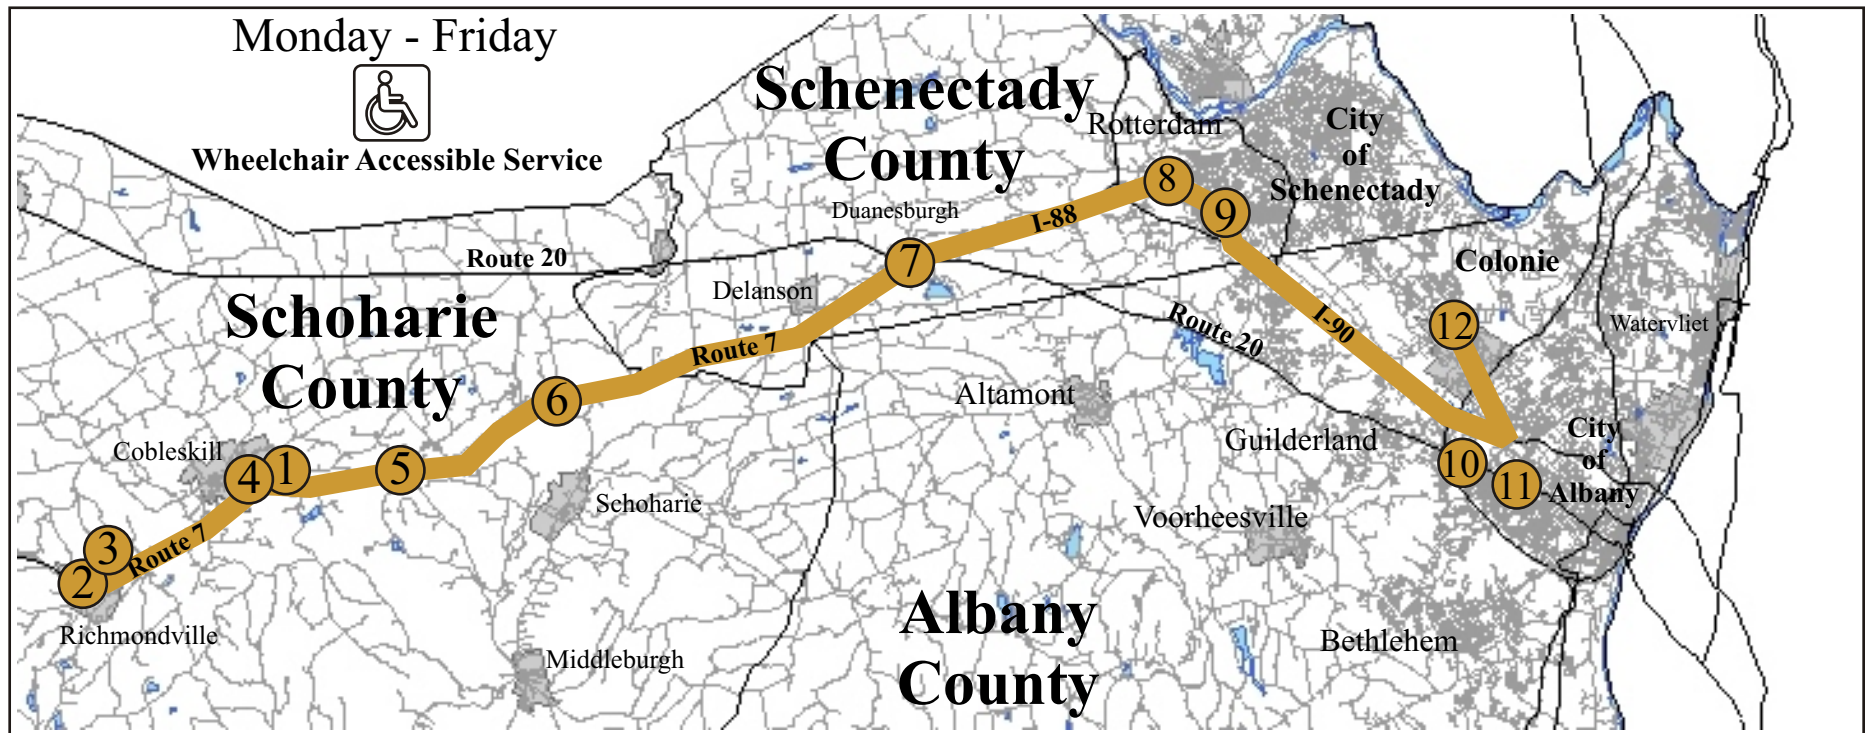 Monday - Friday
Wheelchair Accessible Service
Schenectady
County
Rotterdam
City
of
Schenectady
Duanesburgh
I-88
8
9
7
Route 20
Delanson
Colonie
Schoharie
County
Route 7
Route 20
I-90
12
Watervliet
6
Altamont
Cobleskill
4
1
5
Guilderland
10
11
City
of
Albany
Schoharie
Voorheesville
3
2
Route 7
Richmondville
Middleburgh
Albany
County
Bethlehem